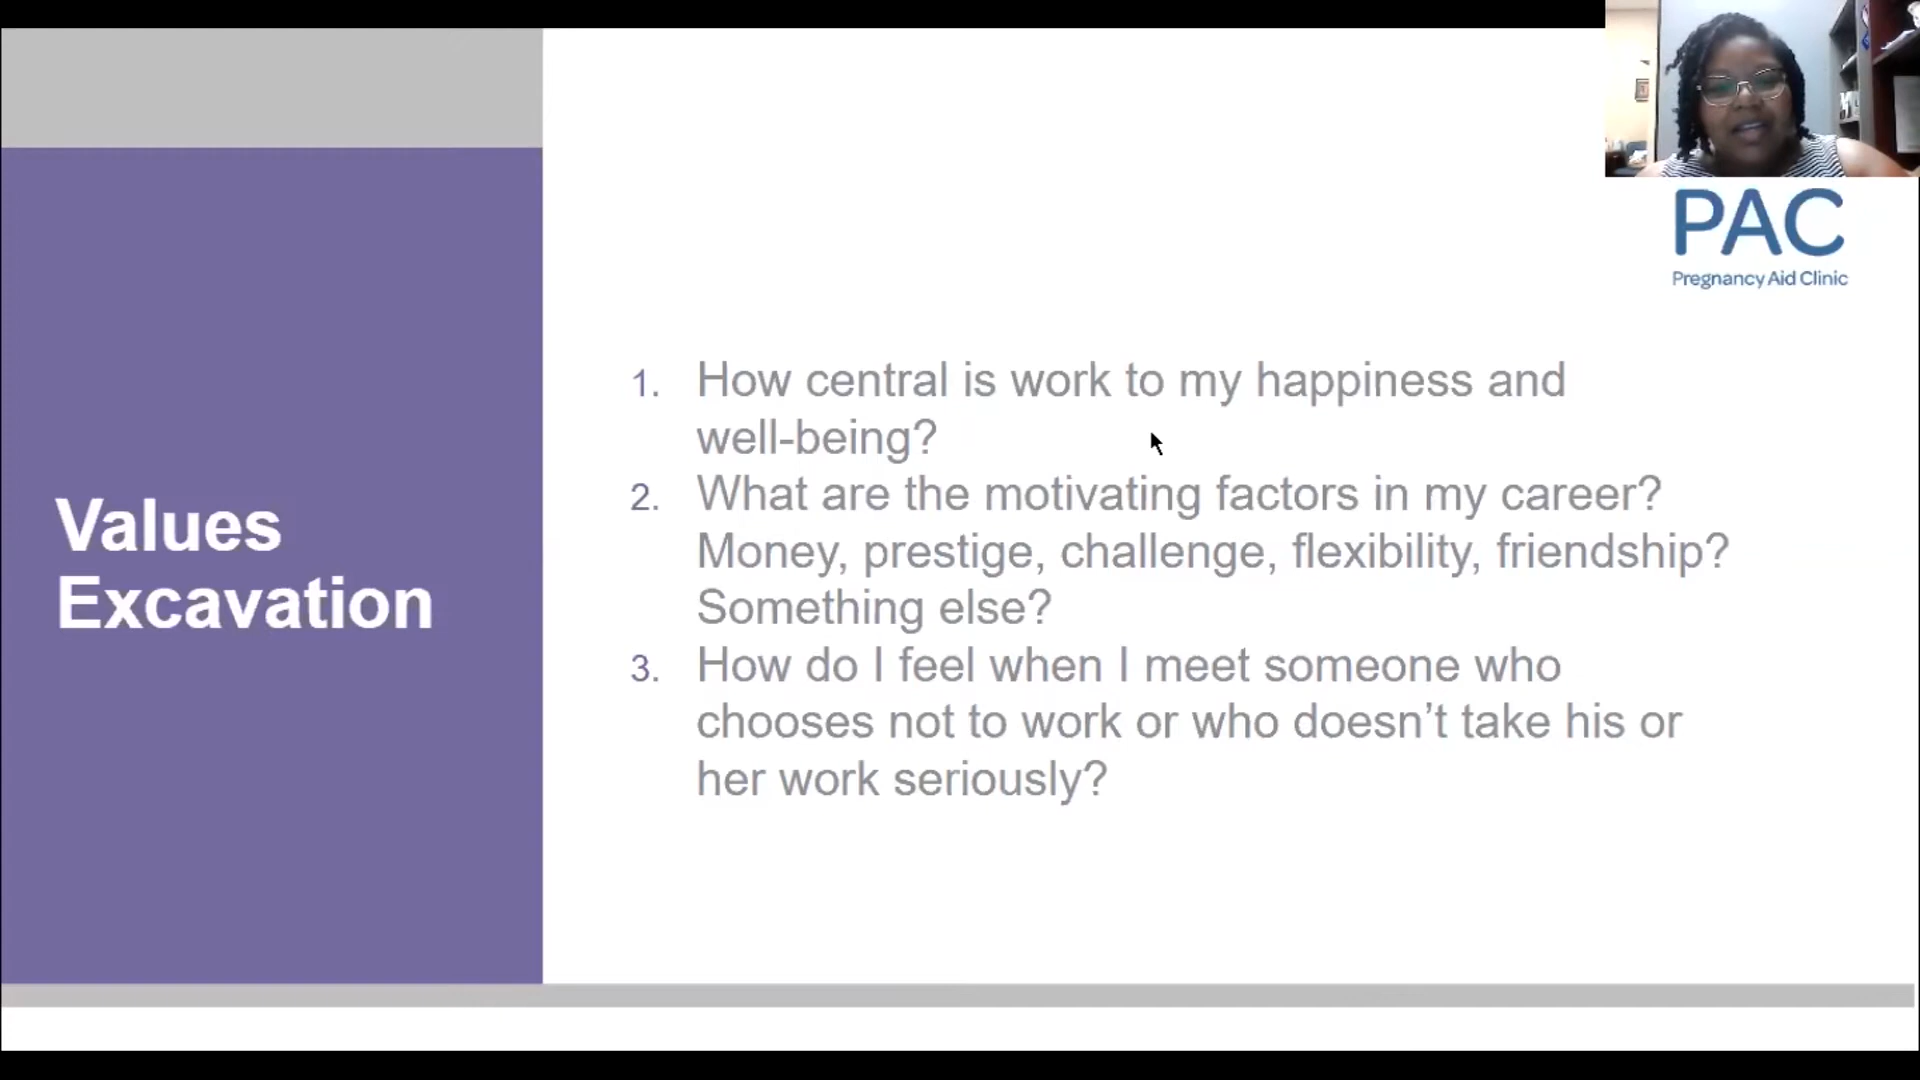 PAC
Pregnancy Aid Clinic
Values
Excavation
1. How central is work to my happiness and
well-being?
2. What are the motivating factors in my career?
Money, prestige, challenge, flexibility, friendship?
Something else?
3. How do I feel when I meet someone who
chooses not to work or who doesn’t take his or
her work seriously?